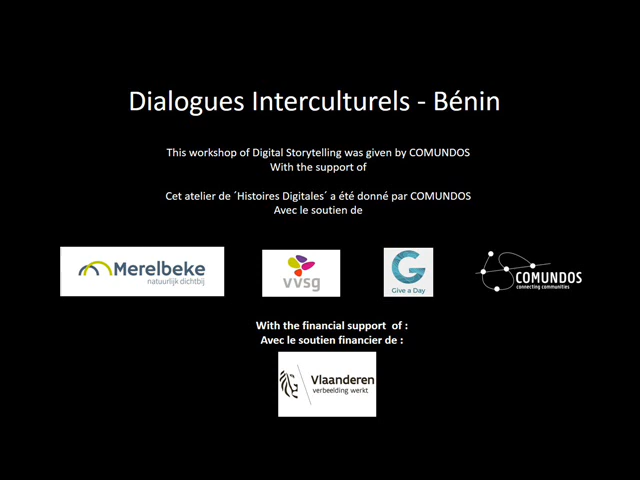 Dialogues Interculturels - Bénin
This workshop of Digital Storytelling was given by COMUNDOS
With the support of
Cet atelier de ´Histoires Digitales´ a été donné par COMUNDOS
Avec le soutien de
Merelbeke
natuurlijk dichtbij
vvsg
G
Give a Day
COMUNDOS
connecting communities
With the financial support of :
Avec le soutien financier de :
Vlaanderen
verbeelding werkt